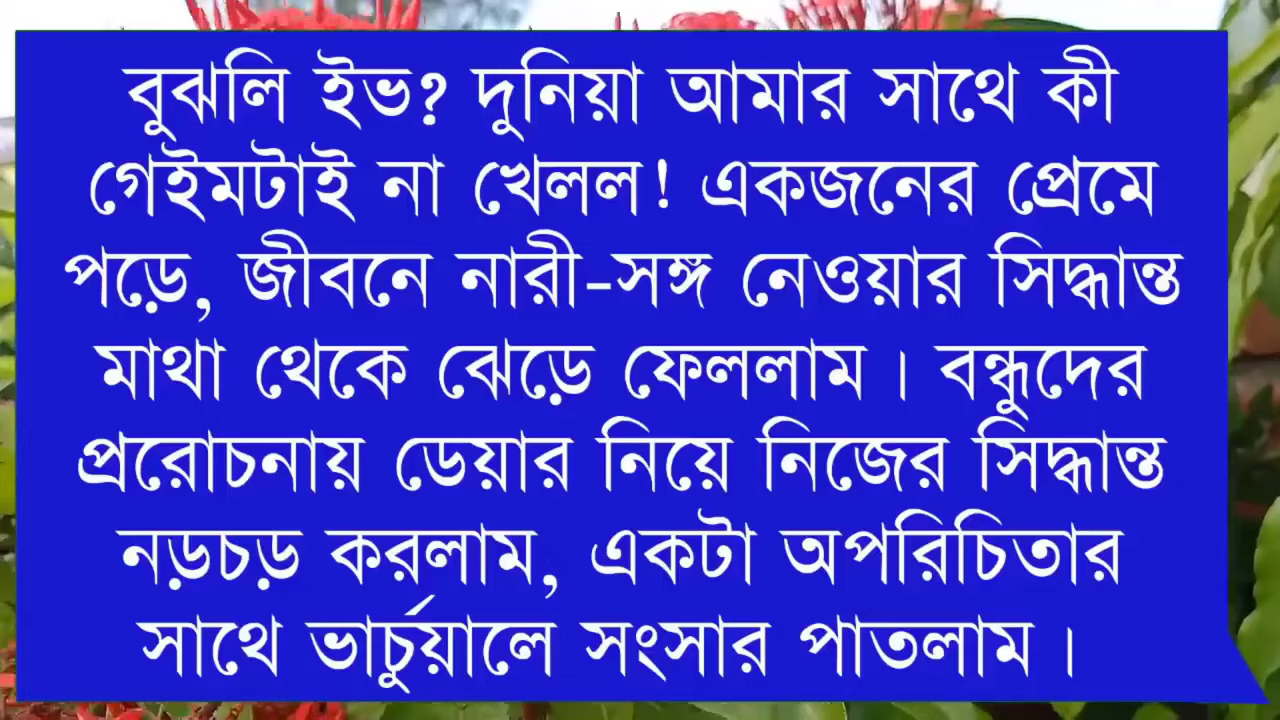 বুঝলি ইভ? দুনিয়া আমার সাথে কী
গেইমটাই না খেলল! একজনের প্রেমে
পড়ে, জীবনে নারী-সঙ্গ নেওয়ার সিদ্ধান্ত
মাথা থেকে ঝেড়ে ফেললাম। বন্ধুদের
প্ররোচনায় ডেয়ার নিয়ে নিজের সিদ্ধান্ত
নড়চড় করলাম, একটা অপরিচিতার
সাথে ভার্চুয়ালে সংসার পাতলাম।